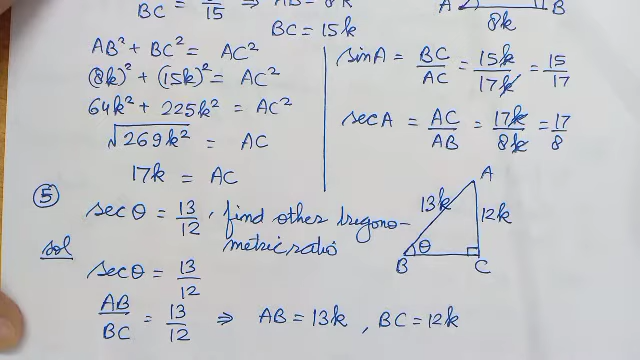 BC = /15 ⇒ AB = 8k
BC = 15k
A B
8k
AB² + BC² = AC²
(8k)² + (15k)² = AC²
64k² + 225k² = AC²
√269k² = AC
17k = AC
sinA = BC/AC = 15k/17k = 15/17
secA = AC/AB = 17k/8k = 17/8
⑤ secθ = 13/12, find other trigono-
metric ratio
A
13k
12k
B θ C
sol
secθ = 13/12
AB/BC = 13/12 ⇒ AB = 13k, BC = 12k